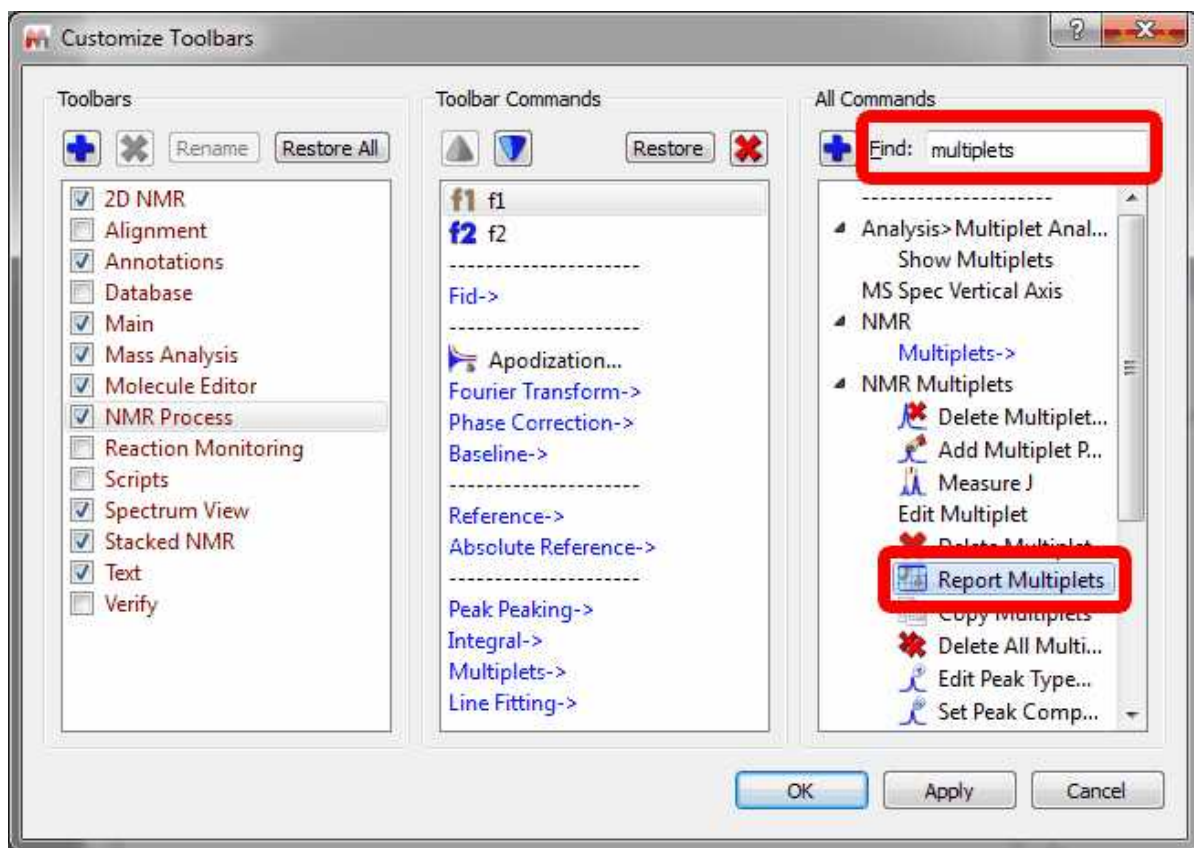 Customize Toolbars
Toolbars
Rename
Restore All
2D NMR
Alignment
Annotations
Database
Main
Mass Analysis
Molecule Editor
NMR Process
Reaction Monitoring
Scripts
Spectrum View
Stacked NMR
Text
Verify
Toolbar Commands
Restore
f1 f1
f2 f2
---------------------
Fid->
---------------------
Apodization...
Fourier Transform->
Phase Correction->
Baseline->
---------------------
Reference->
Absolute Reference->
---------------------
Peak Peaking->
Integral->
Multiplets->
Line Fitting->
All Commands
Find: multiplets
---------------------
Analysis>Multiplet Anal...
Show Multiplets
MS Spec Vertical Axis
NMR
Multiplets->
NMR Multiplets
Delete Multiplet...
Add Multiplet P...
Measure J
Edit Multiplet
Delete Multiplet
Report Multiplets
Copy Multiplets
Delete All Multi...
Edit Peak Type...
Set Peak Comp...
OK
Apply
Cancel